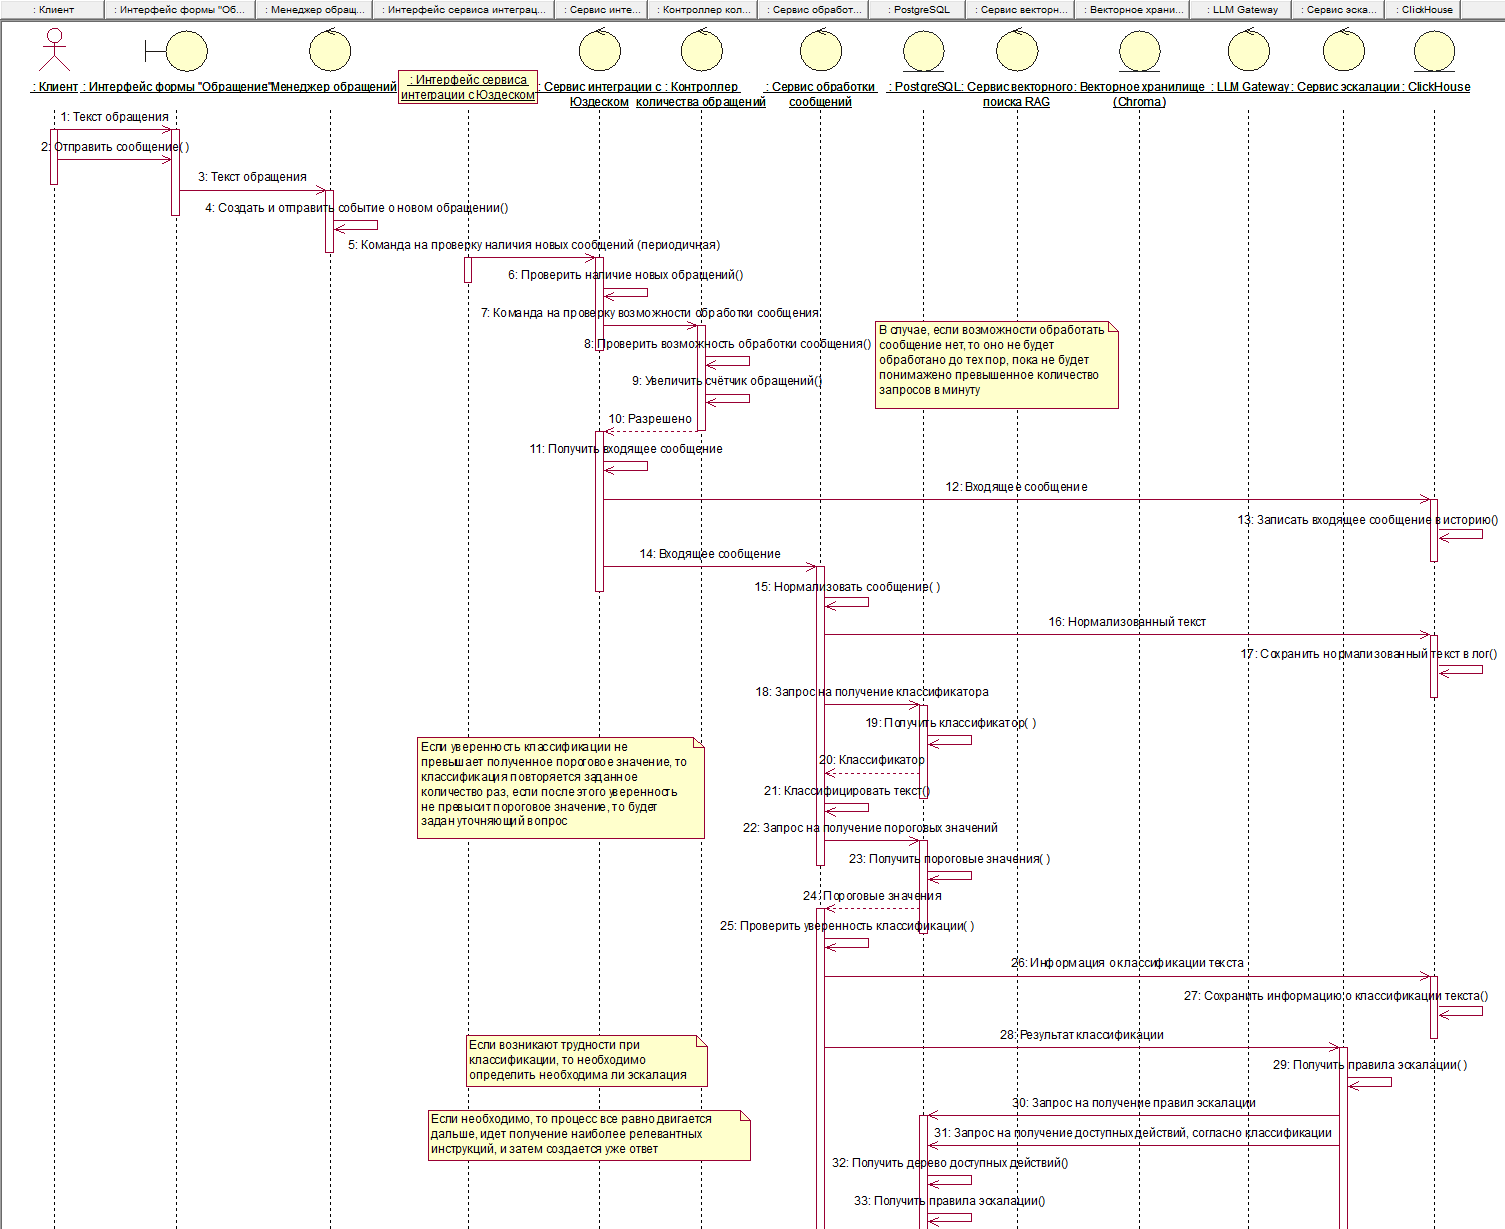 : Клиент
: Интерфейс формы "Об...
: Менеджер обращ...
: Интерфейс сервиса интеграц...
: Сервис инте...
: Контроллер кол...
: Сервис обработ...
: PostgreSQL
: Сервис векторн...
: Векторное храни...
: LLM Gateway
: Сервис эска...
: ClickHouse
: Клиент
: Интерфейс формы "Обращение"
Менеджер обращений
: Интерфейс сервиса
интеграции с Юздеском
: Сервис интеграции с
Юздеском
: Контроллер
количества обращений
: Сервис обработки
сообщений
: PostgreSQL
: Сервис векторного
поиска RAG
: Векторное хранилище
(Chroma)
: LLM Gateway
: Сервис эскалации
: ClickHouse
1: Текст обращения
2: Отправить сообщение( )
3: Текст обращения
4: Создать и отправить событие о новом обращении()
5: Команда на проверку наличия новых сообщений (периодичная)
6: Проверить наличие новых обращений()
7: Команда на проверку возможности обработки сообщения
В случае, если возможности обработать
сообщение нет, то оно не будет
обработано до тех пор, пока не будет
понимажено превышенное количество
запросов в минуту
8: Проверить возможность обработки сообщения()
9: Увеличить счётчик обращений()
10: Разрешено
11: Получить входящее сообщение
12: Входящее сообщение
13: Записать входящее сообщение в историю()
14: Входящее сообщение
15: Нормализовать сообщение( )
16: Нормализованный текст
17: Сохранить нормализованный текст в лог()
18: Запрос на получение классификатора
19: Получить классификатор( )
Если уверенность классификации не
превышает полученное пороговое значение, то
классификация повторяется заданное
количество раз, если после этого уверенность
не превысит пороговое значение, то будет
задан уточняющий вопрос
20: Классификатор
21: Классифицировать текст()
22: Запрос на получение пороговых значений
23: Получить пороговые значения( )
24: Пороговые значения
25: Проверить уверенность классификации( )
26: Информация о классификации текста
27: Сохранить информацию о классификации текста()
28: Результат классификации
Если возникают трудности при
классификации, то необходимо
определить необходима ли эскалация
29: Получить правила эскалации( )
30: Запрос на получение правил эскалации
Если необходимо, то процесс все равно двигается
дальше, идет получение наиболее релевантных
инструкций, и затем создается уже ответ
31: Запрос на получение доступных действий, согласно классификации
32: Получить дерево доступных действий()
33: Получить правила эскалации()